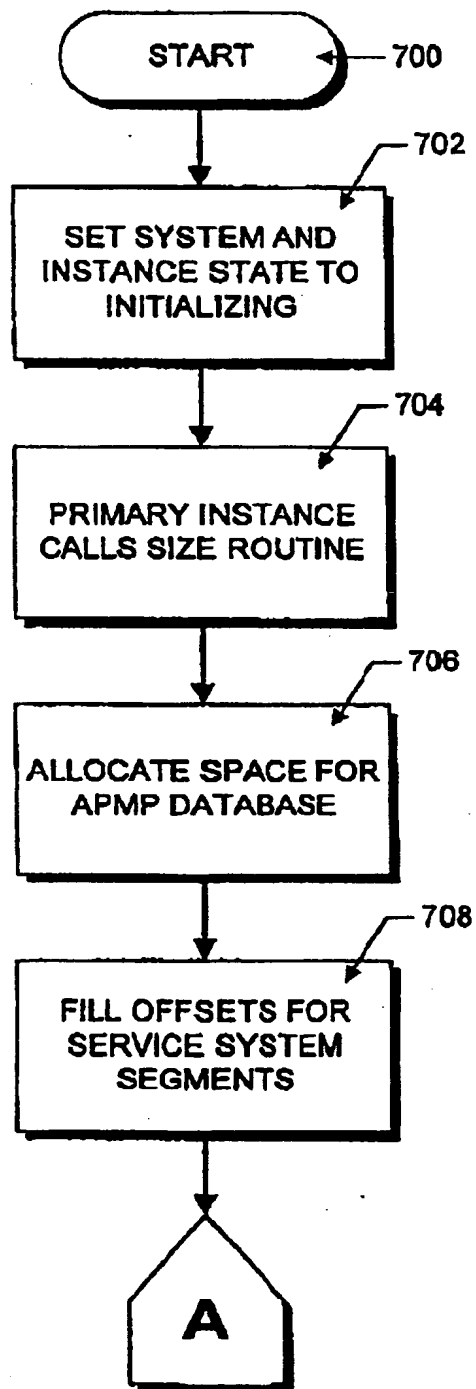 START
700
702
SET SYSTEM AND
INSTANCE STATE TO
INITIALIZING
704
PRIMARY INSTANCE
CALLS SIZE ROUTINE
706
ALLOCATE SPACE FOR
APMP DATABASE
708
FILL OFFSETS FOR
SERVICE SYSTEM
SEGMENTS
A